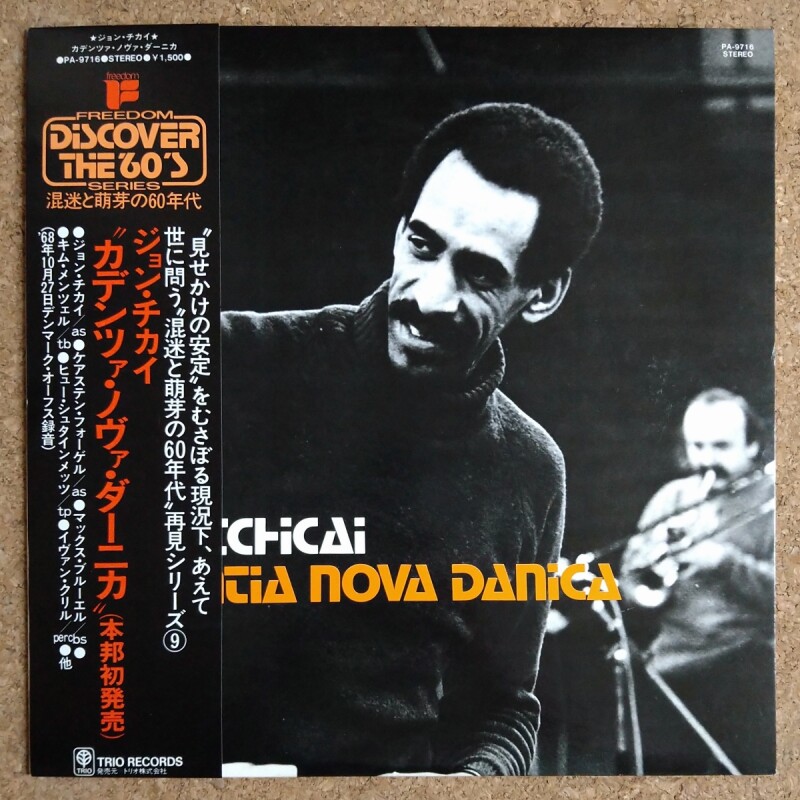 ★ジョン・チカイ★
カデンツァ・ノヴァ・ダーニカ
●PA-9716●STEREO●¥1,500●
freedom
FREEDOM
DiSCOVER
THE '60'S
SERIES
混迷と萌芽の60年代
〝見せかけの安定〟をむさぼる現況下、あえて
世に問う〝混迷と萌芽の60年代〟再見シリーズ⑨
ジョン・チカイ
〝カデンツァ・ノヴァ・ダーニカ〟(本邦初発売)
●ジョン・チカイ/as●ケアステン・フォーゲル/as●マックス・ブルーエル/bs●
●キム・メンツェル/tb●ヒュー・シュタインメッツ/tp●イヴァン・クリル/perc●他
('68年10月27日デンマーク・オーフス録音)
TRIO
TRIO RECORDS
発売元 トリオ株式会社
PA-9716
STEREO
TCHiCAi
NTiA NOVA DANiCA